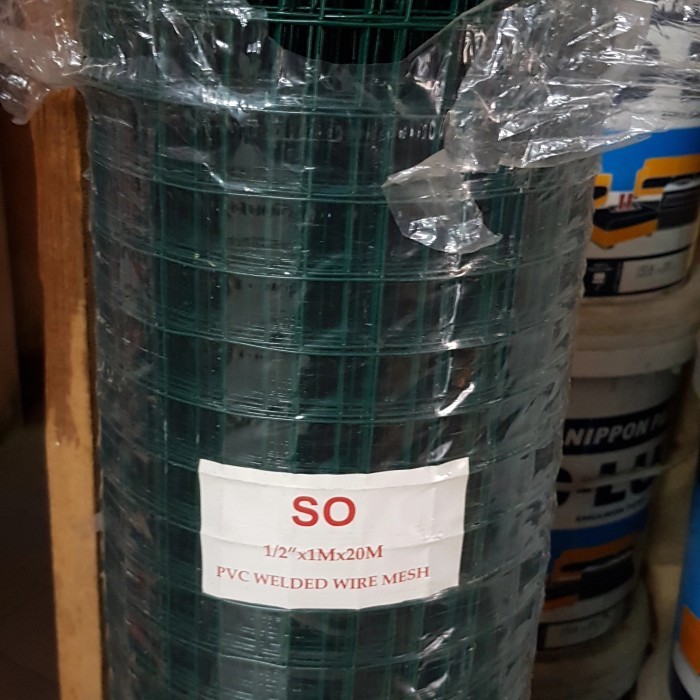 SO
1/2"x1Mx20M
PVC WELDED WIRE MESH
NIPPON